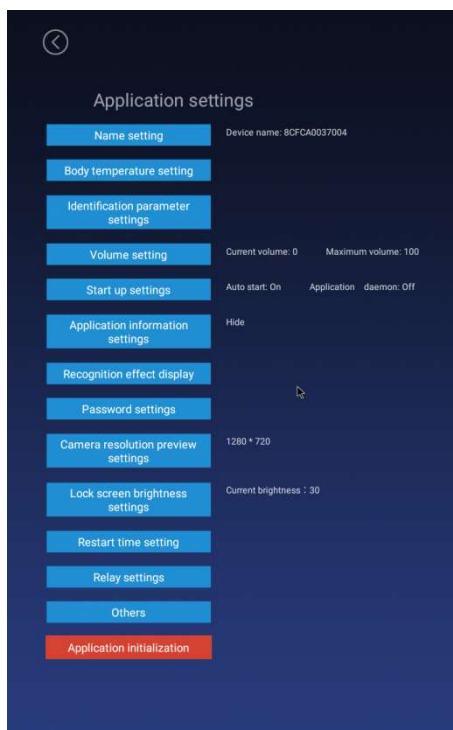 Application settings
Name setting
Device name: 8CFCA0037004
Body temperature setting
Identification parameter
settings
Volume setting
Current volume: 0 Maximum volume: 100
Start up settings
Auto start: On Application daemon: Off
Application information
settings
Hide
Recognition effect display
Password settings
Camera resolution preview
settings
1280 * 720
Lock screen brightness
settings
Current brightness：30
Restart time setting
Relay settings
Others
Application initialization